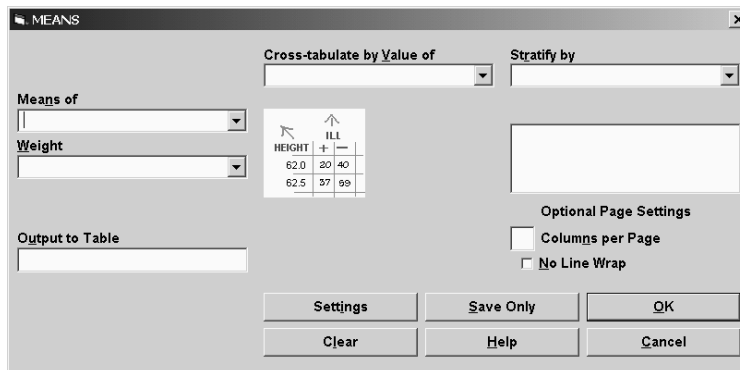 MEANS
Cross-tabulate by Value of
Stratify by
Means of
Weight
ILL
HEIGHT + —
62.0 20 40
62.5 37 99
Optional Page Settings
Columns per Page
No Line Wrap
Output to Table
Settings
Save Only
OK
Clear
Help
Cancel